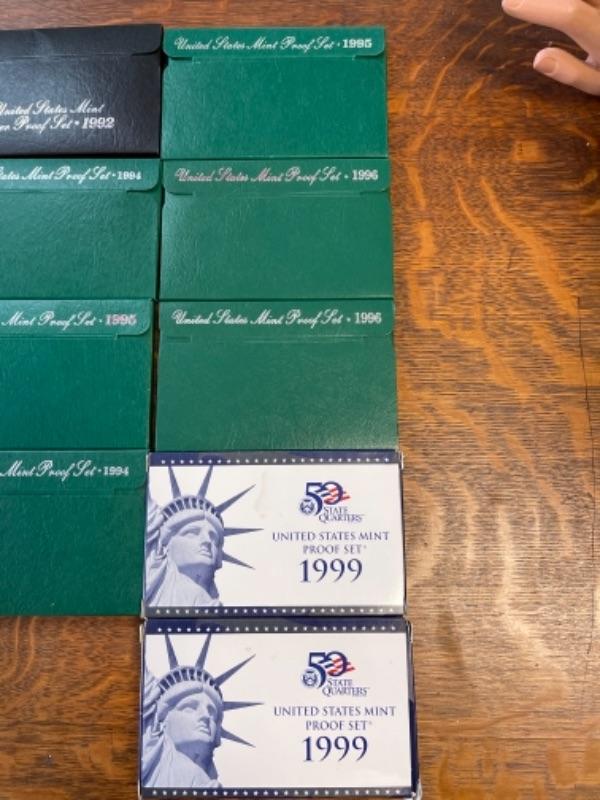 United States Mint
Proof Set • 1992
United States Mint Proof Set • 1995
Mint Proof Set • 1994
United States Mint Proof Set • 1996
Mint Proof Set • 1995
United States Mint Proof Set • 1996
Mint Proof Set • 1994
50
STATE
QUARTERS™
UNITED STATES MINT
PROOF SET®
1999
50
STATE
QUARTERS™
UNITED STATES MINT
PROOF SET®
1999